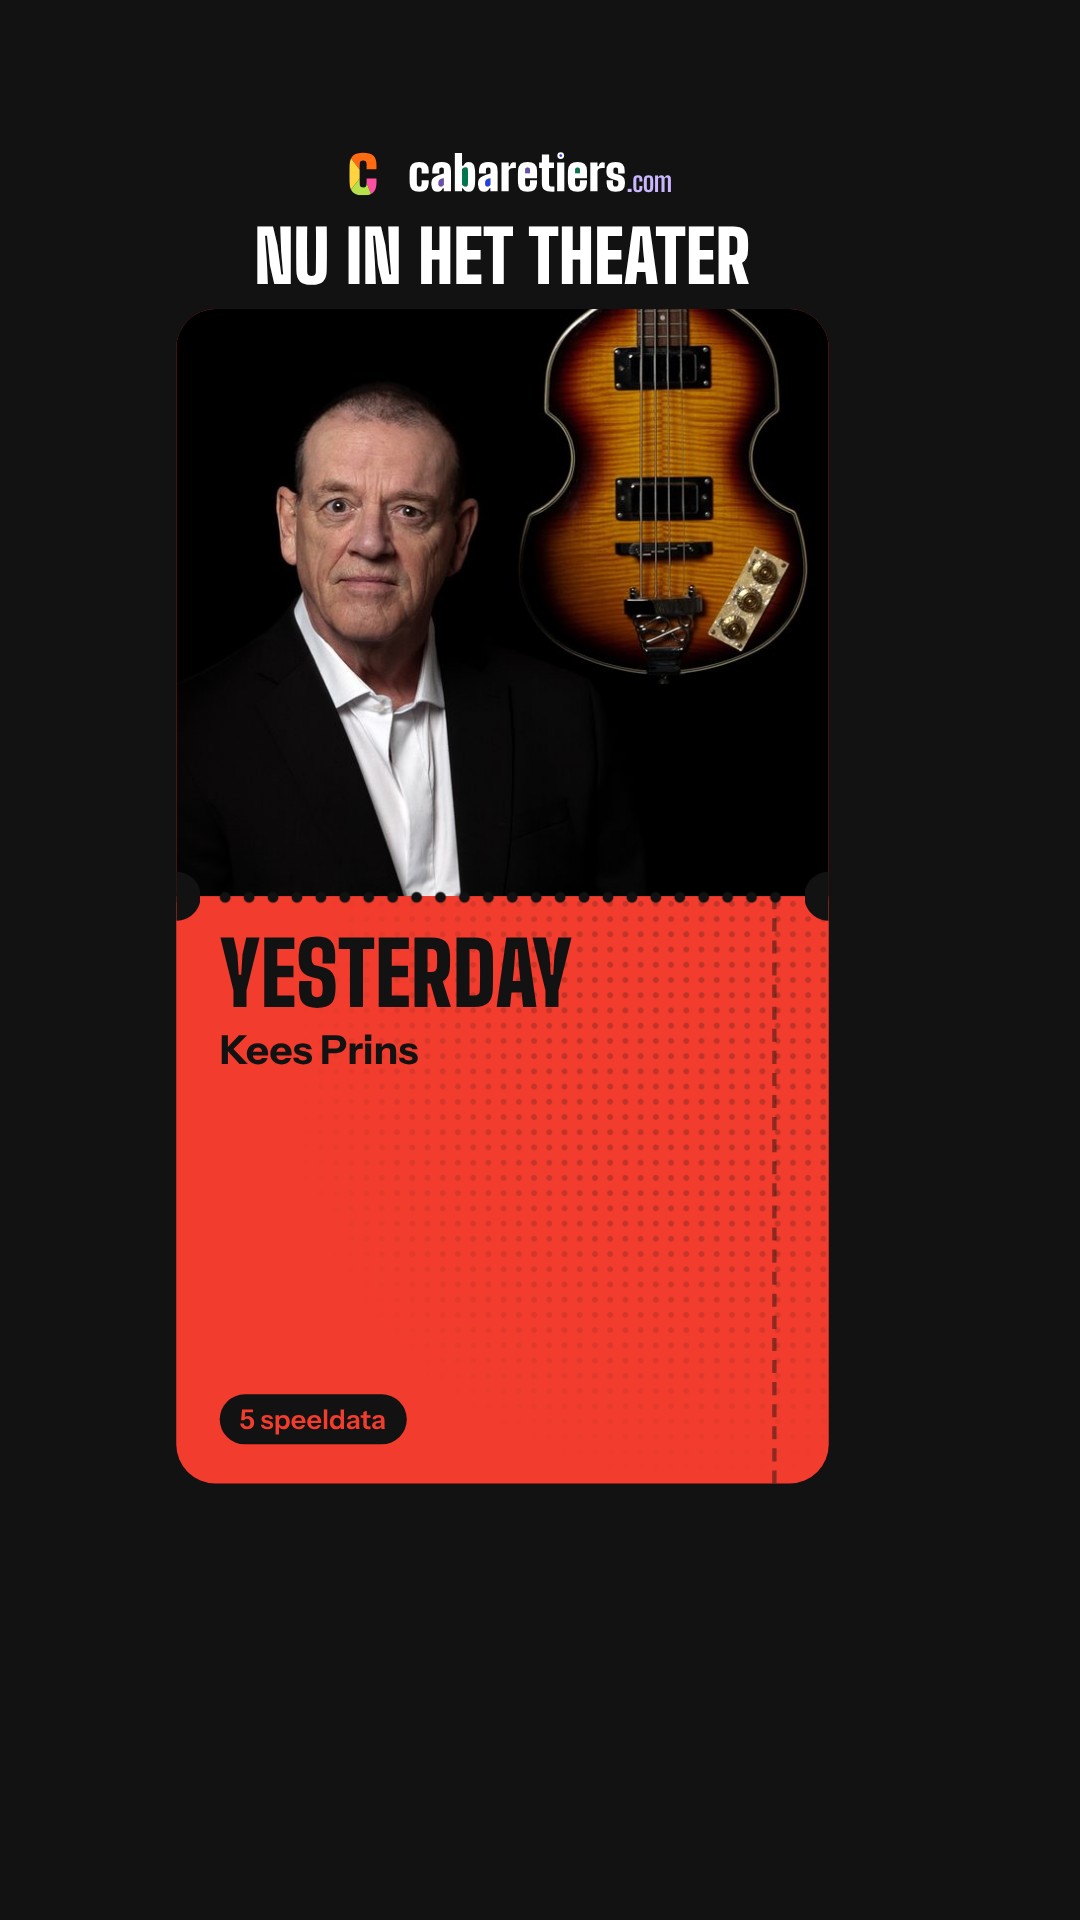 cabaretiers.com
NU IN HET THEATER
YESTERDAY
Kees Prins
5 speeldata